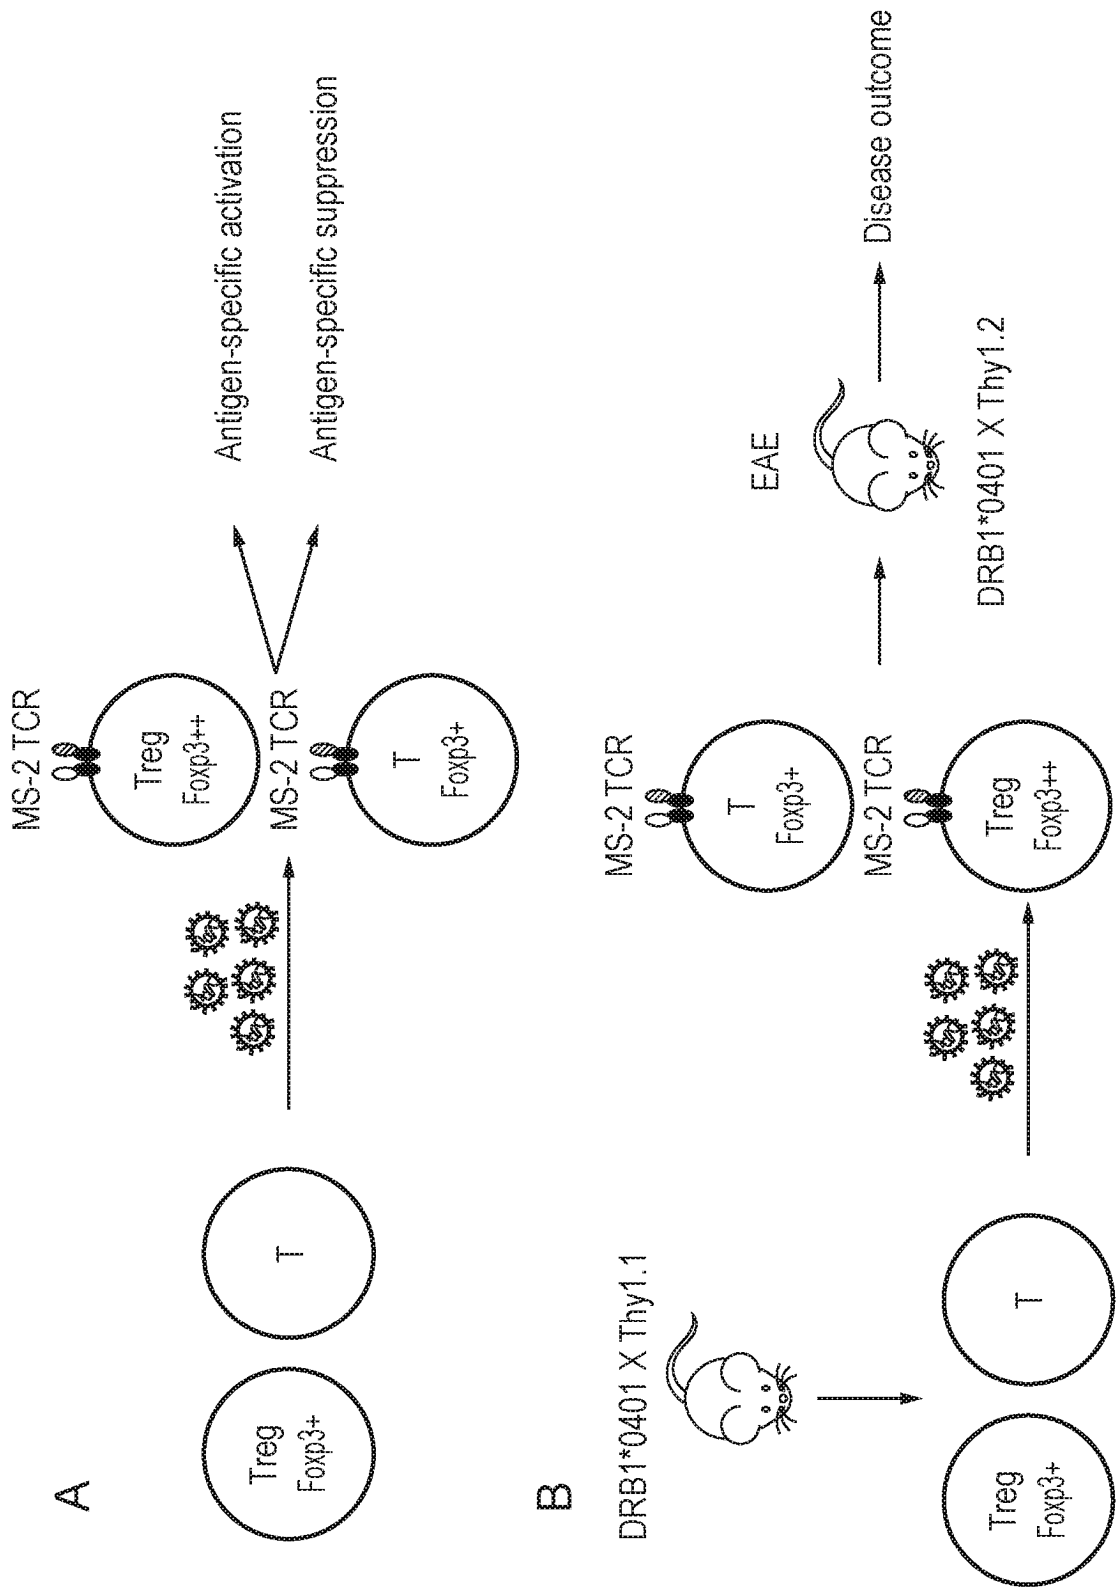 A
Treg
Foxp3+
T
MS-2 TCR
Treg
Foxp3++
MS-2 TCR
T
Foxp3+
Antigen-specific activation
Antigen-specific suppression
B
DRB1*0401 X Thy1.1
Treg
Foxp3+
T
MS-2 TCR
T
Foxp3+
MS-2 TCR
Treg
Foxp3++
EAE
DRB1*0401 X Thy1.2
Disease outcome